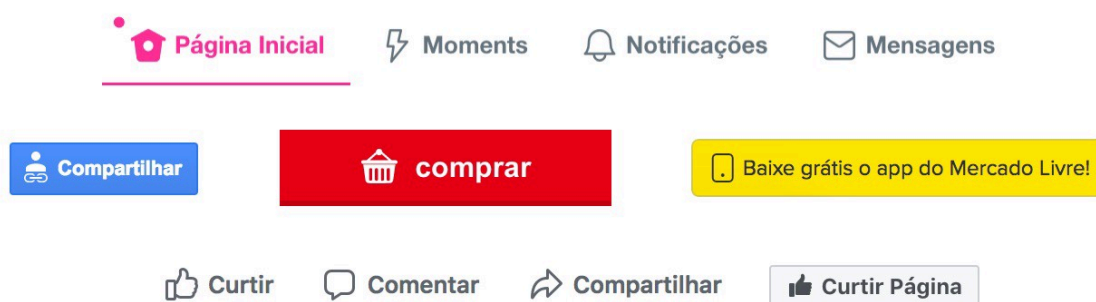 Página Inicial Moments Notificações Mensagens
Compartilhar comprar Baixe grátis o app do Mercado Livre!
Curtir Comentar Compartilhar Curtir Página